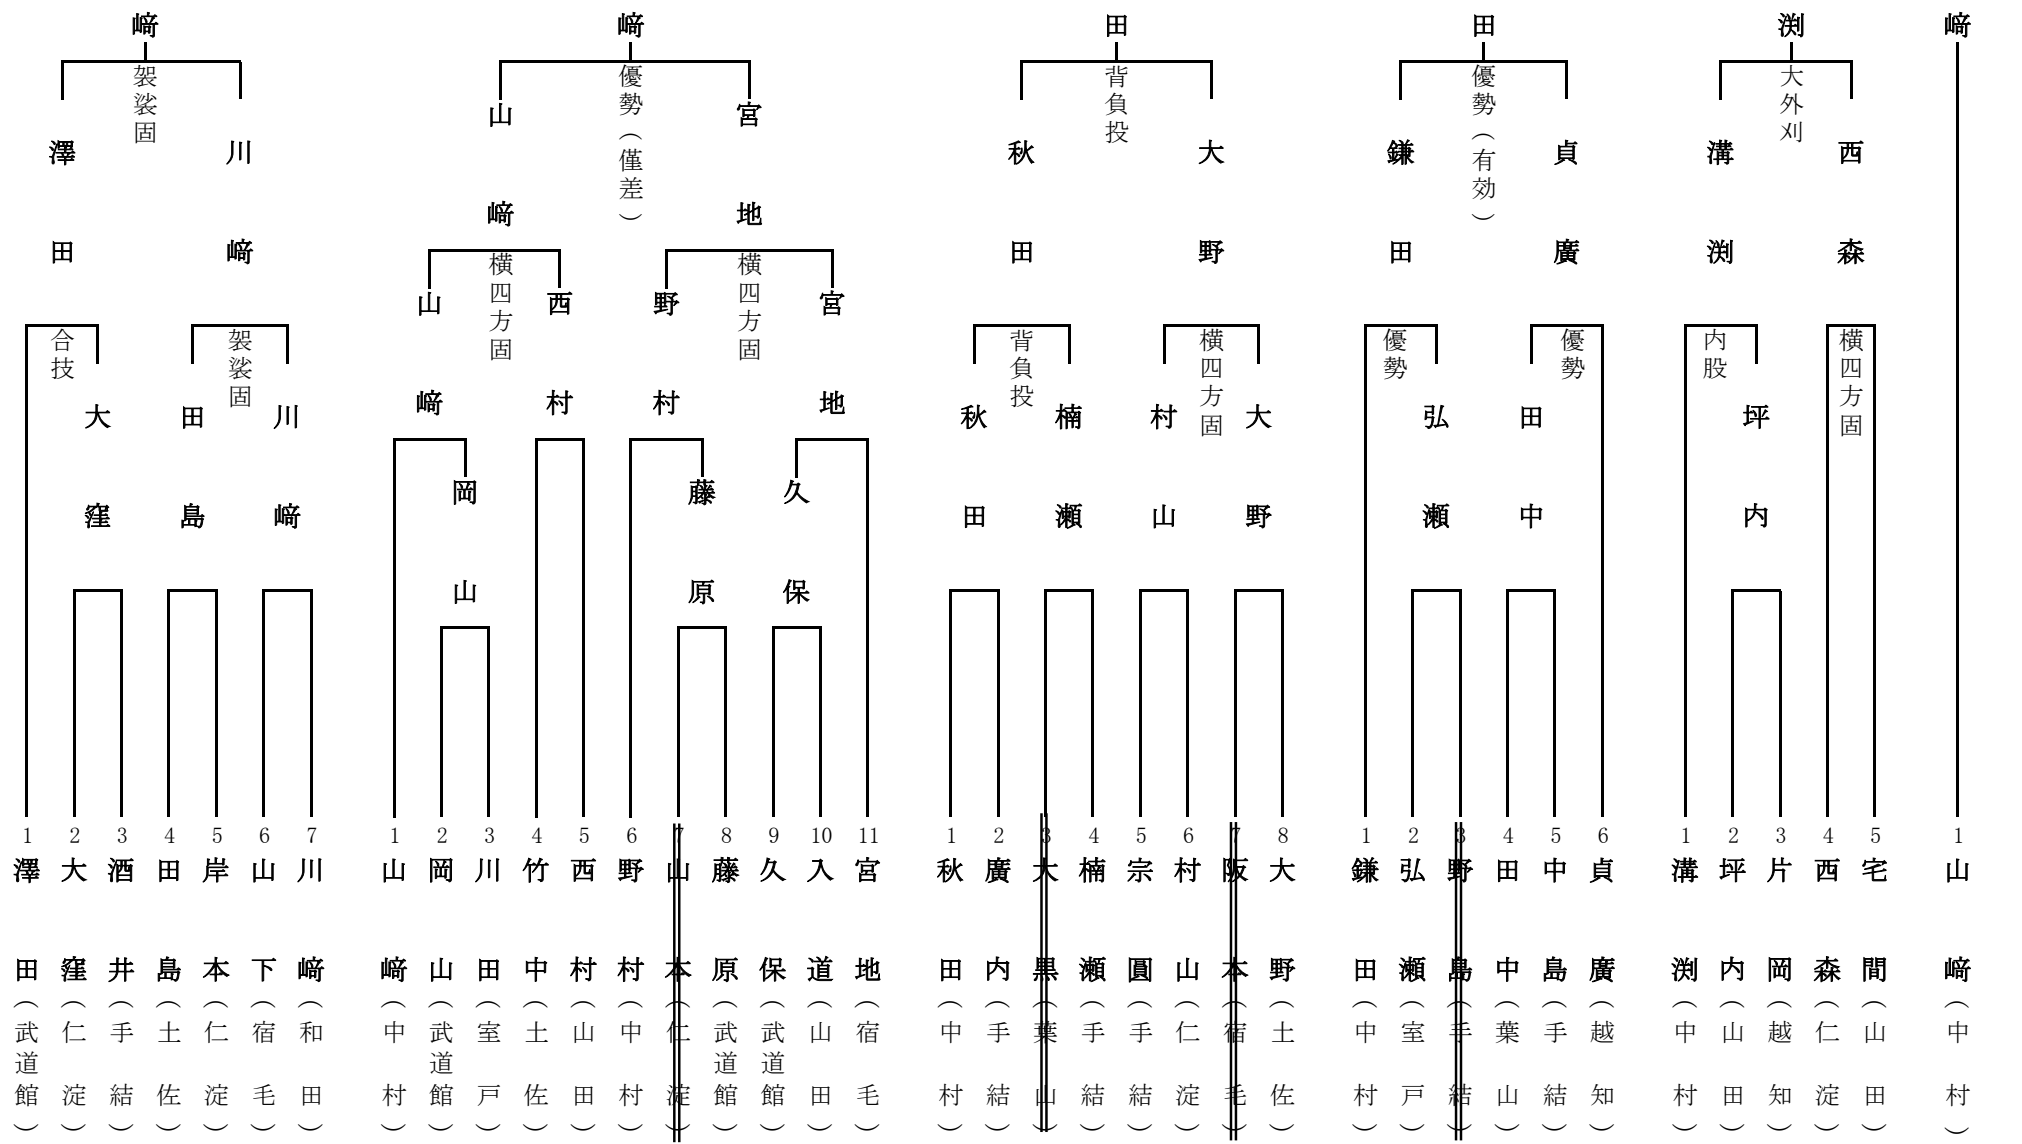 﨑
袈裟固
澤田
川﨑
合技
袈裟固
大窪
田島
川﨑
1 澤田（武道館）
2 大窪（仁淀）
3 酒井（手結）
4 田島（土佐）
5 岸本（仁淀）
6 山下（宿毛）
7 川﨑（和田）
﨑
優勢（僅差）
山﨑
宮地
横四方固
横四方固
山﨑
西村
野村
宮地
岡山
藤原
久保
1 山﨑（中村）
2 岡山（武道館）
3 川田（室戸）
4 竹中（土佐）
5 西村（山田）
6 野村（中村）
7 山本（仁淀）
8 藤原（武道館）
9 久保（武道館）
10 入道（山田）
11 宮地（宿毛）
田
背負投
秋田
大野
背負投
横四方固
秋田
楠瀬
村山
大野
1 秋田（中村）
2 廣内（手結）
3 大黒（葉山）
4 楠瀬（手結）
5 宗圓（手結）
6 村山（仁淀）
7 阪本（宿毛）
8 大野（土佐）
田
優勢（有効）
鎌田
貞廣
優勢
優勢
弘瀬
田中
1 鎌田（中村）
2 弘瀬（室戸）
3 野島（手結）
4 田中（葉山）
5 中島（手結）
6 貞廣（越知）
渕
大外刈
溝渕
西森
内股
横四方固
坪内
1 溝渕（中村）
2 坪内（山田）
3 片岡（越知）
4 西森（仁淀）
5 宅間（山田）
﨑
1 山﨑（中村）